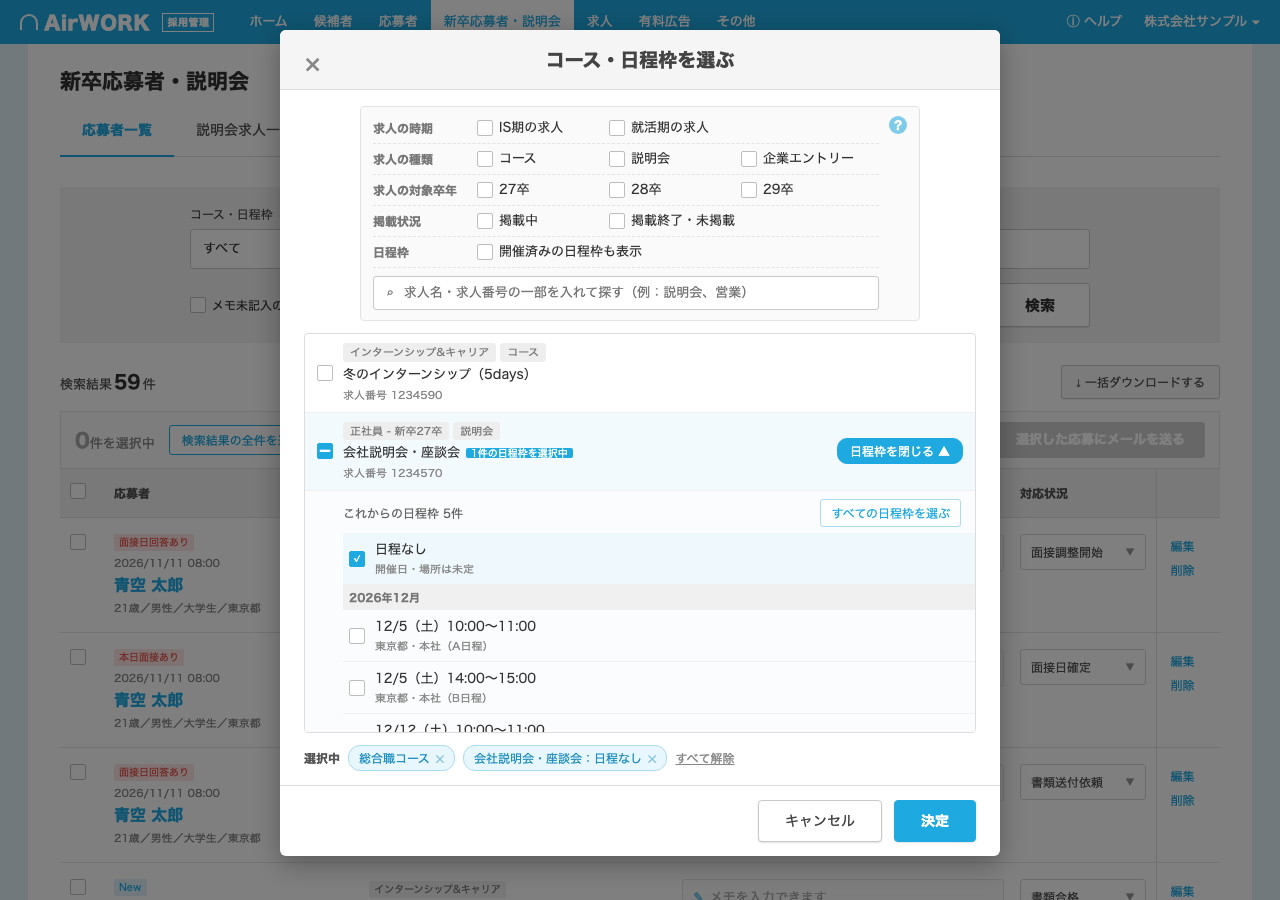 AirWORK 採用管理 ホーム 候補者 応募者 新卒応募者・説明会 求人 有料広告 その他 ヘルプ 株式会社サンプル
新卒応募者・説明会
応募者一覧 説明会求人一
コース・日程枠
すべて
メモ未記入の
検索
検索結果59件
↓一括ダウンロードする
0件を選択中 検索結果の全件を 選択した応募にメールを送る
応募者 対応状況
面接日回答あり
2026/11/11 08:00
青空 太郎
21歳／男性／大学生／東京都
面接調整開始 ▼
編集
削除
本日面接あり
2026/11/11 08:00
青空 太郎
21歳／男性／大学生／東京都
面接日確定 ▼
編集
削除
面接日回答あり
2026/11/11 08:00
青空 太郎
21歳／男性／大学生／東京都
書類送付依頼 ▼
編集
削除
New
インターンシップ&キャリア
メモを入力できます
書類合格 ▼
編集
× コース・日程枠を選ぶ
求人の時期 IS期の求人 就活期の求人 ?
求人の種類 コース 説明会 企業エントリー
求人の対象卒年 27卒 28卒 29卒
掲載状況 掲載中 掲載終了・未掲載
日程枠 開催済みの日程枠も表示
求人名・求人番号の一部を入れて探す（例：説明会、営業）
インターンシップ&キャリア コース
冬のインターンシップ（5days）
求人番号 1234590
正社員 - 新卒27卒 説明会
会社説明会・座談会 1件の日程枠を選択中
求人番号 1234570
日程枠を閉じる ▲
これからの日程枠 5件 すべての日程枠を選ぶ
日程なし
開催日・場所は未定
2026年12月
12/5（土）10:00〜11:00
東京都・本社（A日程）
12/5（土）14:00〜15:00
東京都・本社（B日程）
12/12（土）10:00〜11:00
選択中 総合職コース × 会社説明会・座談会：日程なし × すべて解除
キャンセル 決定